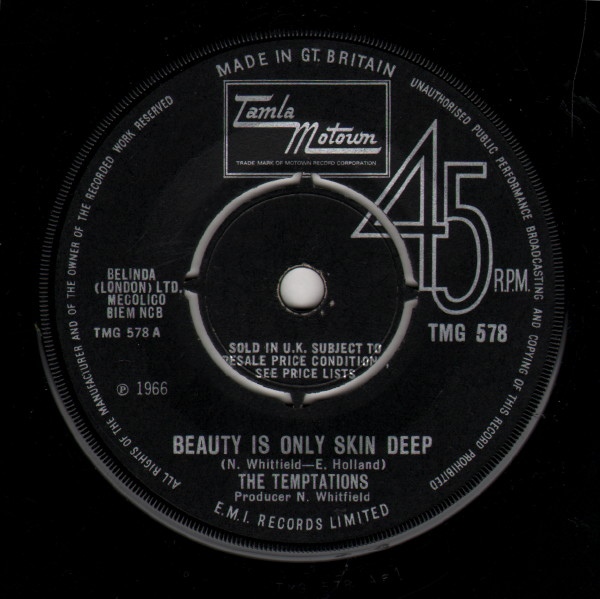 MADE IN GT. BRITAIN
UNAUTHORISED PUBLIC PERFORMANCE BROADCASTING AND COPYING OF THIS RECORD PROHIBITED
ALL RIGHTS OF THE MANUFACTURER AND OF THE OWNER OF THE RECORDED WORK RESERVED
Tamla
Motown
TRADE MARK OF MOTOWN RECORD CORPORATION
45
R.P.M.
BELINDA
(LONDON) LTD.
MECOLICO
BIEM NCB
TMG 578 A
TMG 578
SOLD IN U.K. SUBJECT TO
RESALE PRICE CONDITION
SEE PRICE LISTS
℗ 1966
BEAUTY IS ONLY SKIN DEEP
(N. Whitfield—E. Holland)
THE TEMPTATIONS
Producer N. Whitfield
E.M.I. RECORDS LIMITED